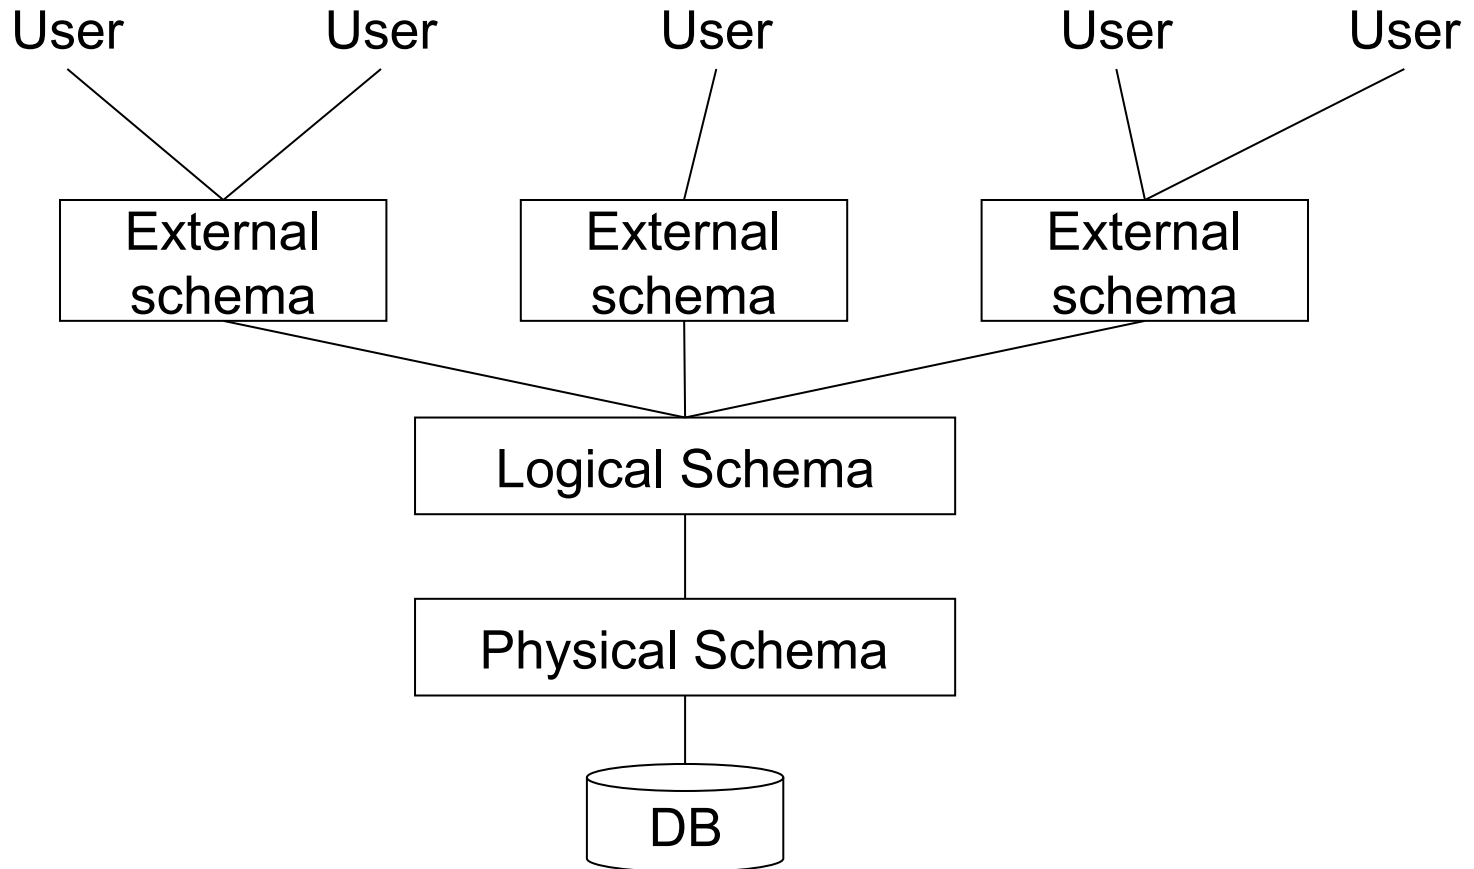 User
User
User
User
User
External
schema
External
schema
External
schema
Logical Schema
Physical Schema
DB